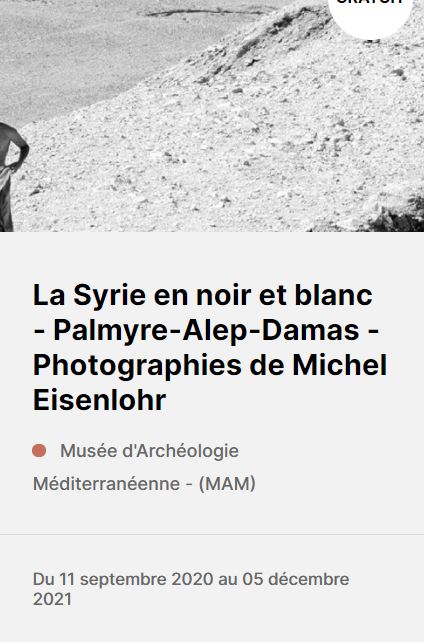 GRATUIT
La Syrie en noir et blanc
- Palmyre-Alep-Damas -
Photographies de Michel
Eisenlohr
Musée d'Archéologie
Méditerranéenne - (MAM)
Du 11 septembre 2020 au 05 décembre
2021